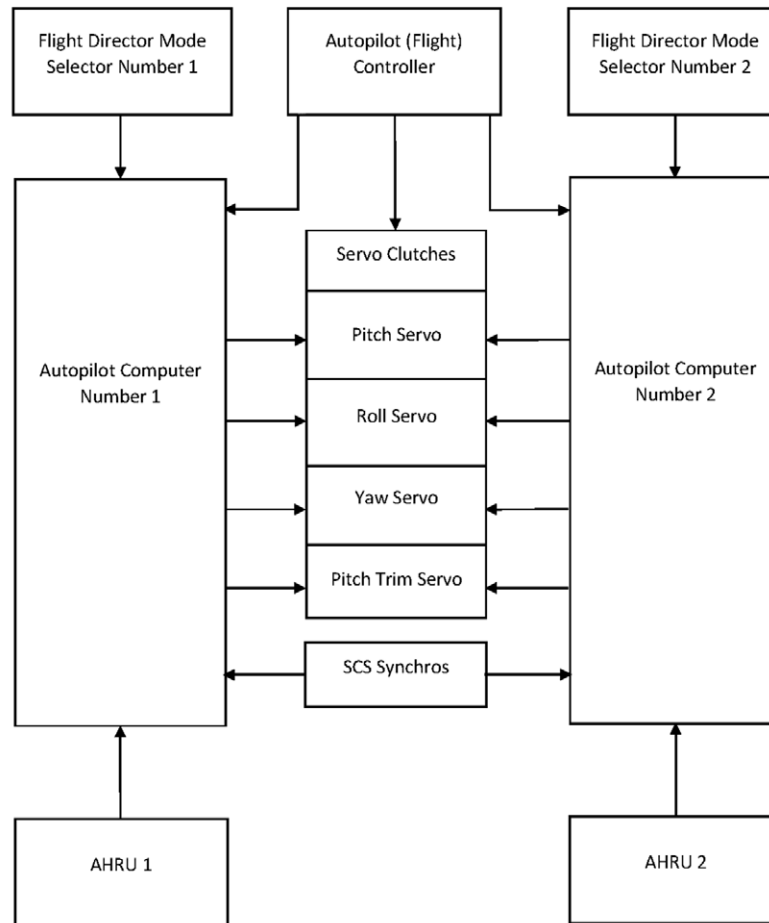 Flight Director Mode
Selector Number 1
Autopilot (Flight)
Controller
Flight Director Mode
Selector Number 2
Servo Clutches
Pitch Servo
Autopilot Computer
Number 1
Autopilot Computer
Number 2
Roll Servo
Yaw Servo
Pitch Trim Servo
SCS Synchros
AHRU 1
AHRU 2